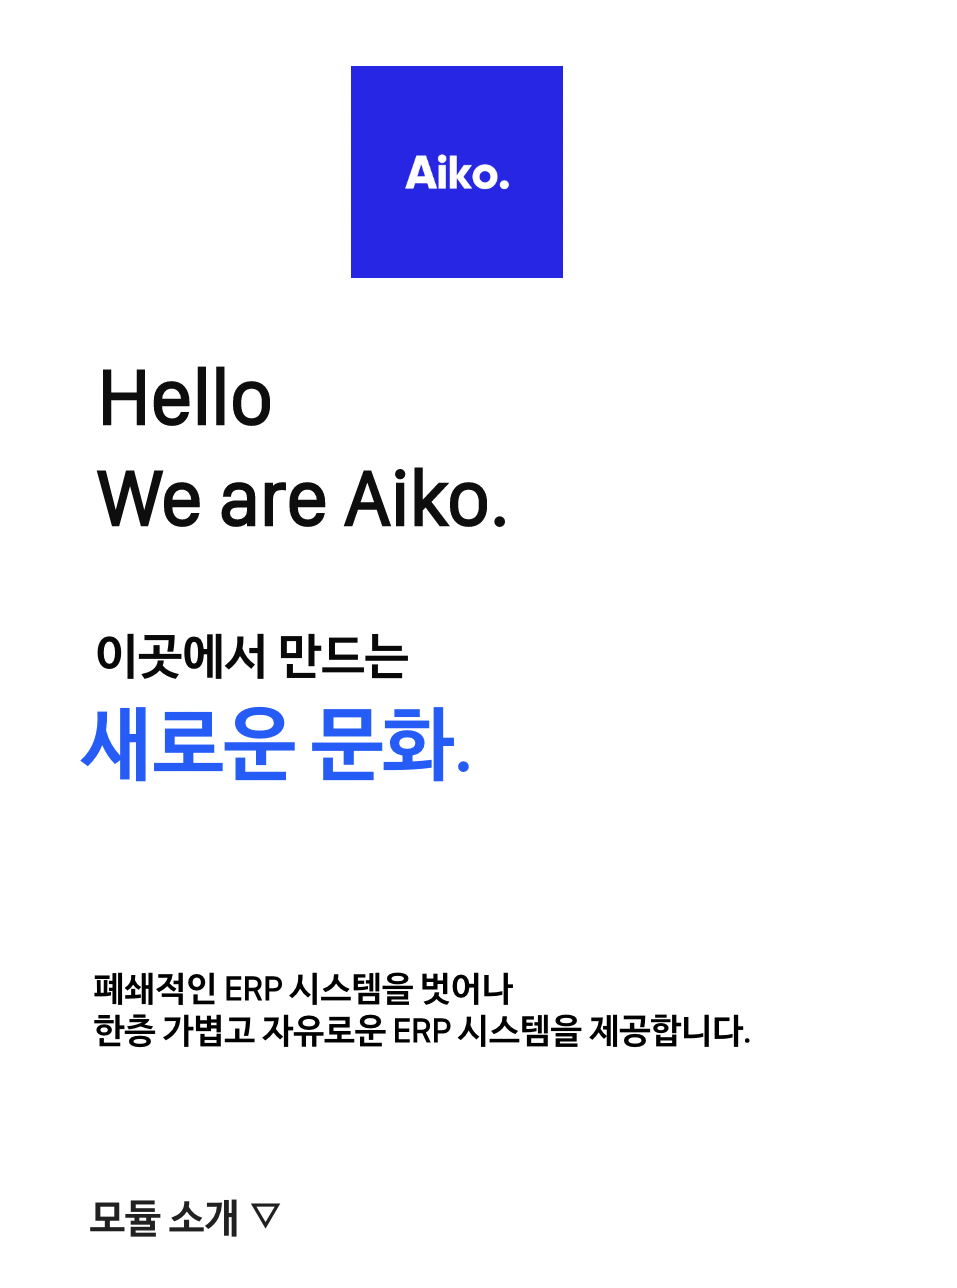 Aiko.
Hello
We are Aiko.
이곳에서 만드는
새로운 문화.
폐쇄적인 ERP 시스템을 벗어나
한층 가볍고 자유로운 ERP 시스템을 제공합니다.
모듈 소개 ▽